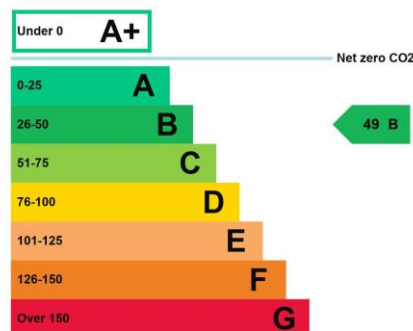 Under 0 A+
Net zero CO2
0-25 A
26-50 B
49 B
51-75 C
76-100 D
101-125 E
126-150 F
Over 150 G